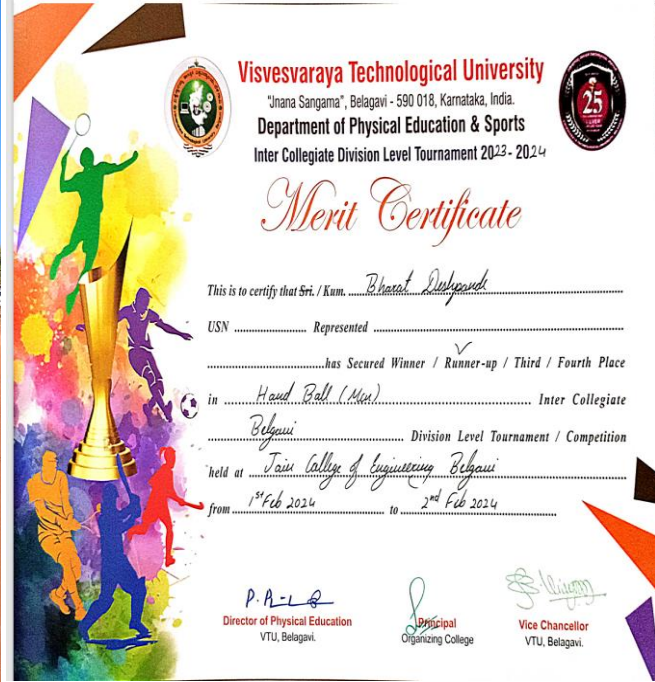 Visvesvaraya Technological University
"Jnana Sangama", Belagavi - 590 018, Karnataka, India.
Department of Physical Education & Sports
Inter Collegiate Division Level Tournament 2023-2024
Merit Certificate
This is to certify that Sri. / Kum. Bharat Deshpande
USN .................... Represented ....................
....................has Secured Winner / Runner-up / Third / Fourth Place
in Hand Ball (Men) Inter Collegiate
Belgavi Division Level Tournament / Competition
held at Jain College of Engineering Belgavi
from 1st Feb 2024 to 2nd Feb 2024
Director of Physical Education
VTU, Belagavi.
Principal
Organizing College
Vice Chancellor
VTU, Belagavi.
25